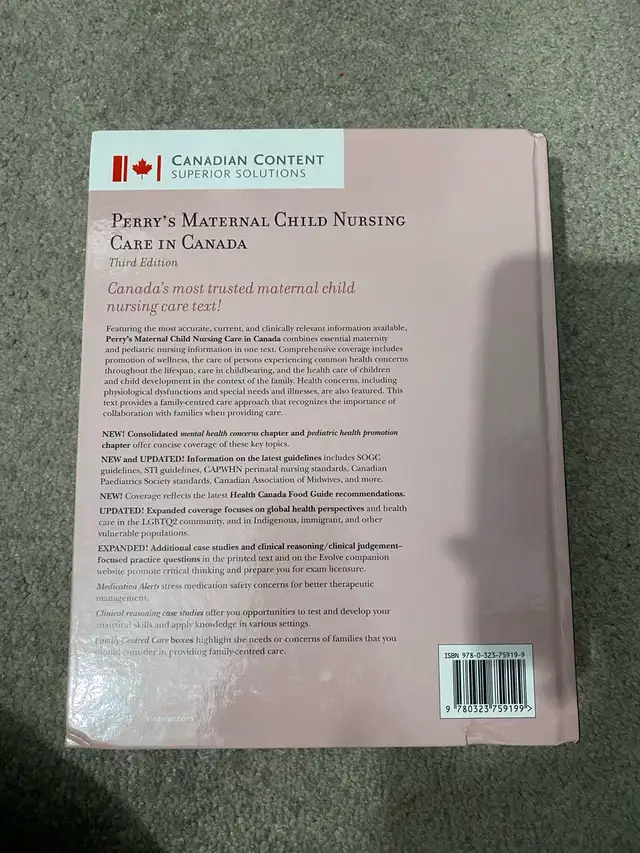 CANADIAN CONTENT
SUPERIOR SOLUTIONS
PERRY'S MATERNAL CHILD NURSING
CARE IN CANADA
Third Edition
Canada's most trusted maternal child
nursing care text!
Featuring the most accurate, current, and clinically relevant information available,
Perry's Maternal Child Nursing Care in Canada combines essential maternity
and pediatric nursing information in one text. Comprehensive coverage includes
promotion of wellness, the care of persons experiencing common health concerns
throughout the lifespan, care in childbearing, and the health care of children
and child development in the context of the family. Health concerns, including
physiological dysfunctions and special needs and illnesses, are also featured. This
text provides a family-centred care approach that recognizes the importance of
collaboration with families when providing care.
NEW! Consolidated mental health concerns chapter and pediatric health promotion
chapter offer concise coverage of these key topics.
NEW and UPDATED! Information on the latest guidelines includes SOGC
guidelines, STI guidelines, CAPWHN perinatal nursing standards, Canadian
Paediatrics Society standards, Canadian Association of Midwives, and more.
NEW! Coverage reflects the latest Health Canada Food Guide recommendations.
UPDATED! Expanded coverage focuses on global health perspectives and health
care in the LGBTQ2 community, and in Indigenous, immigrant, and other
vulnerable populations.
EXPANDED! Additional case studies and clinical reasoning/clinical judgement–
focused practice questions in the printed text and on the Evolve companion
website promote critical thinking and prepare you for exam licensure.
Medication Alerts stress medication safety concerns for better therapeutic
management.
Clinical reasoning case studies offer you opportunities to test and develop your
analytical skills and apply knowledge in various settings.
Family-Centred Care boxes highlight the needs or concerns of families that you
should consider in providing family-centred care.
elsevier.com
ISBN 978-0-323-75919-9
9 780323 759199>